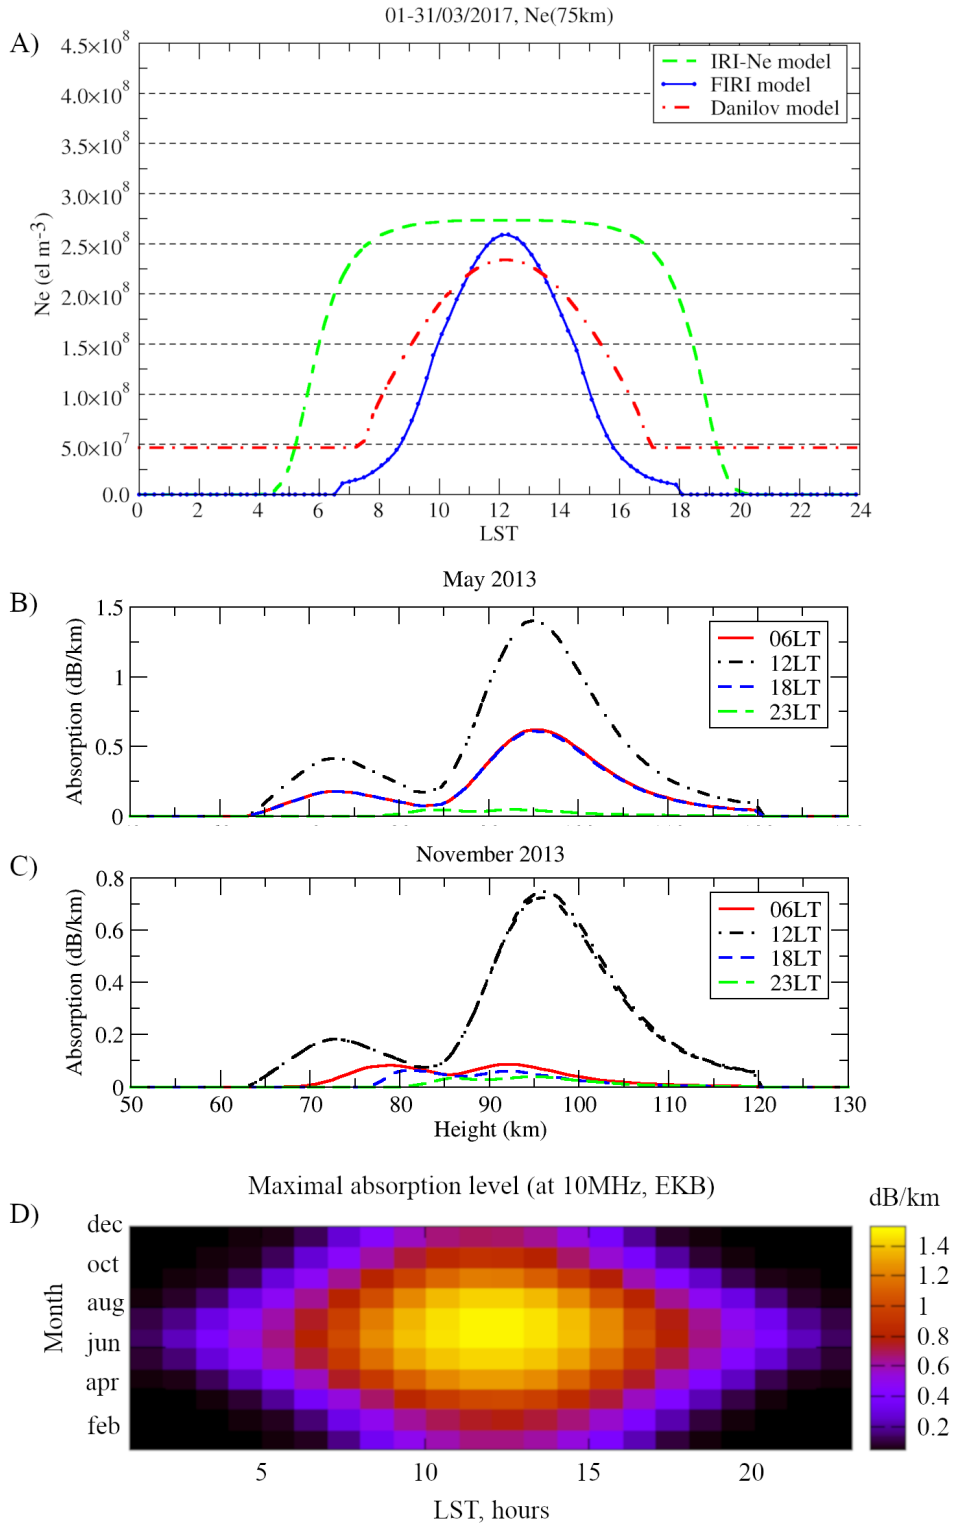 01-31/03/2017, Ne(75km)
A)
4.5×10^8
4.0×10^8
3.5×10^8
3.0×10^8
2.5×10^8
2.0×10^8
1.5×10^8
1.0×10^8
5.0×10^7
0.0
Ne (el m^-3)
IRI-Ne model
FIRI model
Danilov model
0 2 4 6 8 10 12 14 16 18 20 22 24
LST
May 2013
B)
1.5
1
0.5
0
Absorption (dB/km)
06LT
12LT
18LT
23LT
November 2013
C)
0.8
0.6
0.4
0.2
0
Absorption (dB/km)
06LT
12LT
18LT
23LT
50 60 70 80 90 100 110 120 130
Height (km)
Maximal absorption level (at 10MHz, EKB)
dB/km
D)
dec
oct
aug
jun
apr
feb
Month
1.4
1.2
1
0.8
0.6
0.4
0.2
5 10 15 20
LST, hours